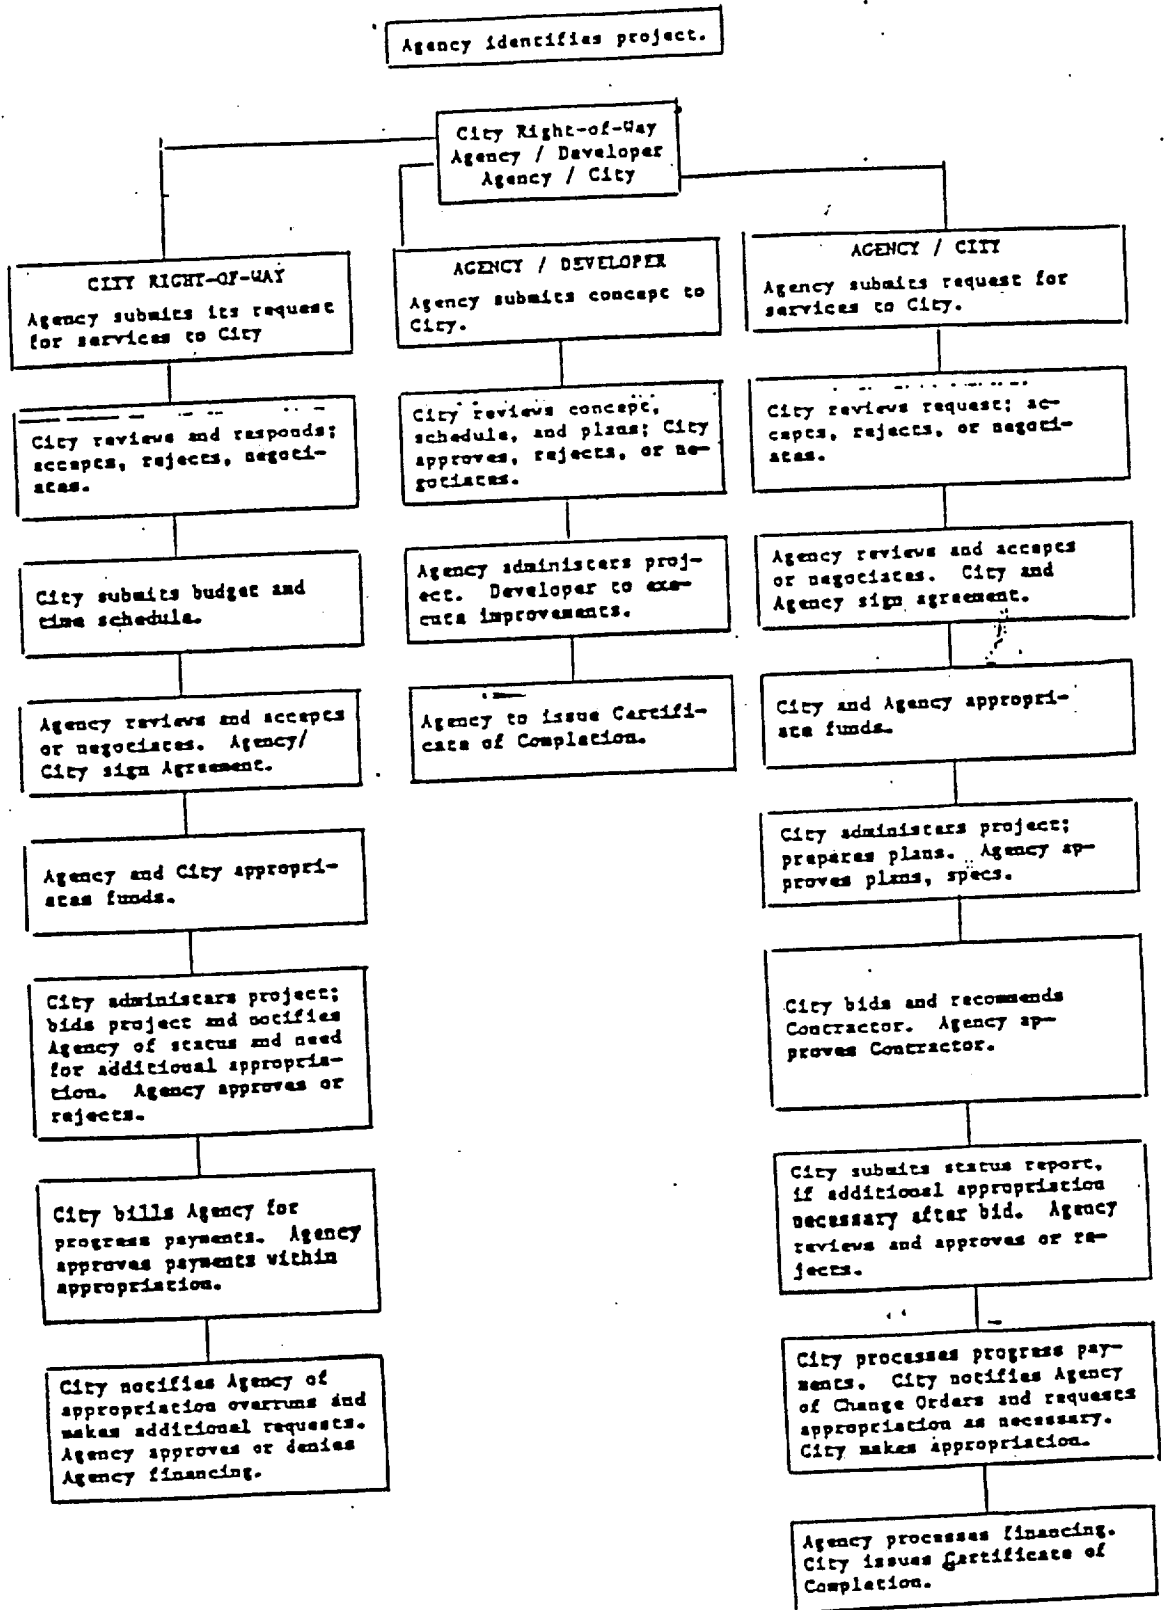 Agency identifies project.
City Right-of-Way
Agency / Developer
Agency / City
CITY RIGHT-OF-WAY
Agency submits its request
for services to City
City reviews and responds;
accepts, rejects, negoti-
ates.
City submits budget and
time schedule.
Agency reviews and accepts
or negotiates. Agency/
City sign Agreement.
Agency and City appropri-
ates funds.
City administers project;
bids project and notifies
Agency of status and need
for additional appropria-
tion. Agency approves or
rejects.
City bills Agency for
progress payments. Agency
approves payments within
appropriation.
City notifies Agency of
appropriation overruns and
makes additional requests.
Agency approves or denies
Agency financing.
AGENCY / DEVELOPER
Agency submits concept to
City.
City reviews concept,
schedule, and plans; City
approves, rejects, or ne-
gotiates.
Agency administers proj-
ect. Developer to exe-
cute improvements.
Agency to issue Certifi-
cate of Completion.
AGENCY / CITY
Agency submits request for
services to City.
City reviews request; ac-
cepts, rejects, or negoti-
ates.
Agency reviews and accepts
or negotiates. City and
Agency sign agreement.
City and Agency appropri-
ate funds.
City administers project;
prepares plans. Agency ap-
proves plans, specs.
City bids and recommends
Contractor. Agency ap-
proves Contractor.
City submits status report,
if additional appropriation
necessary after bid. Agency
reviews and approves or re-
jects.
City processes progress pay-
ments. City notifies Agency
of Change Orders and requests
appropriation as necessary.
City makes appropriation.
Agency processes financing.
City issues Certificate of
Completion.